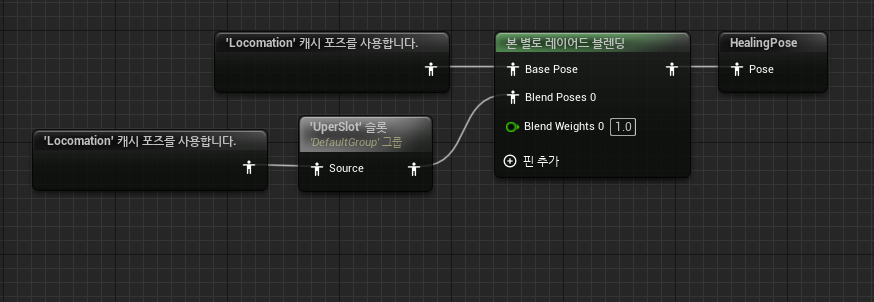 'Locomation' 캐시 포즈를 사용합니다.
본 별로 레이어드 블렌딩
HealingPose
Base Pose
Pose
Blend Poses 0
'UperSlot' 슬롯
'DefaultGroup' 그룹
Blend Weights 0 1.0
'Locomation' 캐시 포즈를 사용합니다.
Source
핀 추가